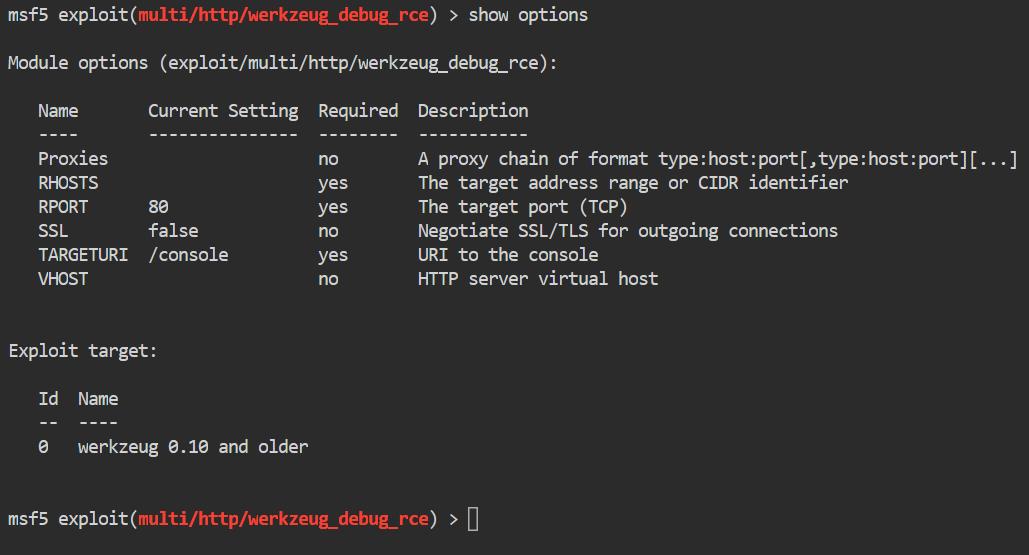 msf5 exploit(multi/http/werkzeug_debug_rce) > show options
Module options (exploit/multi/http/werkzeug_debug_rce):
Name Current Setting Required Description
---- --------------- -------- -----------
Proxies no A proxy chain of format type:host:port[,type:host:port][...]
RHOSTS yes The target address range or CIDR identifier
RPORT 80 yes The target port (TCP)
SSL false no Negotiate SSL/TLS for outgoing connections
TARGETURI /console yes URI to the console
VHOST no HTTP server virtual host
Exploit target:
Id Name
-- ----
0 werkzeug 0.10 and older
msf5 exploit(multi/http/werkzeug_debug_rce) >